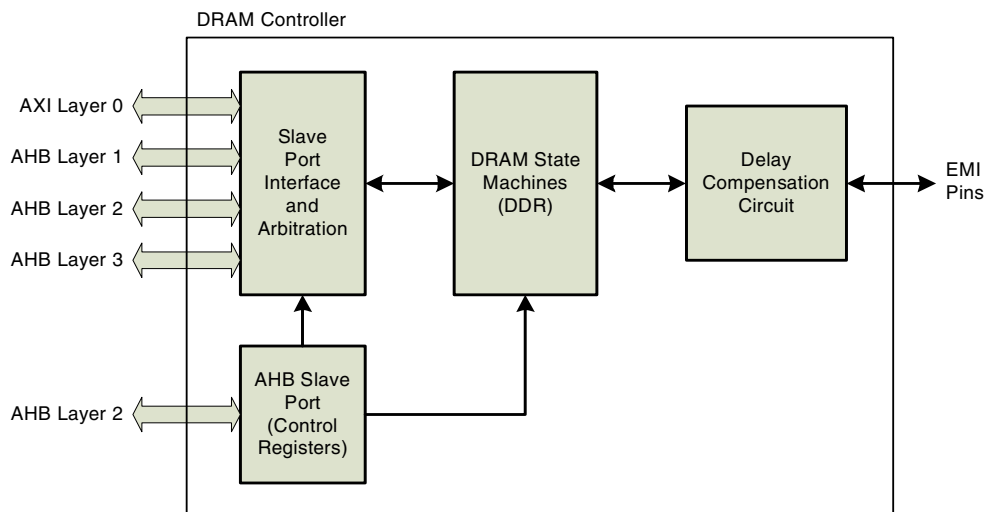 DRAM Controller
AXI Layer 0
AHB Layer 1
AHB Layer 2
AHB Layer 3
Slave
Port
Interface
and
Arbitration
DRAM State
Machines
(DDR)
Delay
Compensation
Circuit
EMI
Pins
AHB Layer 2
AHB Slave
Port
(Control
Registers)